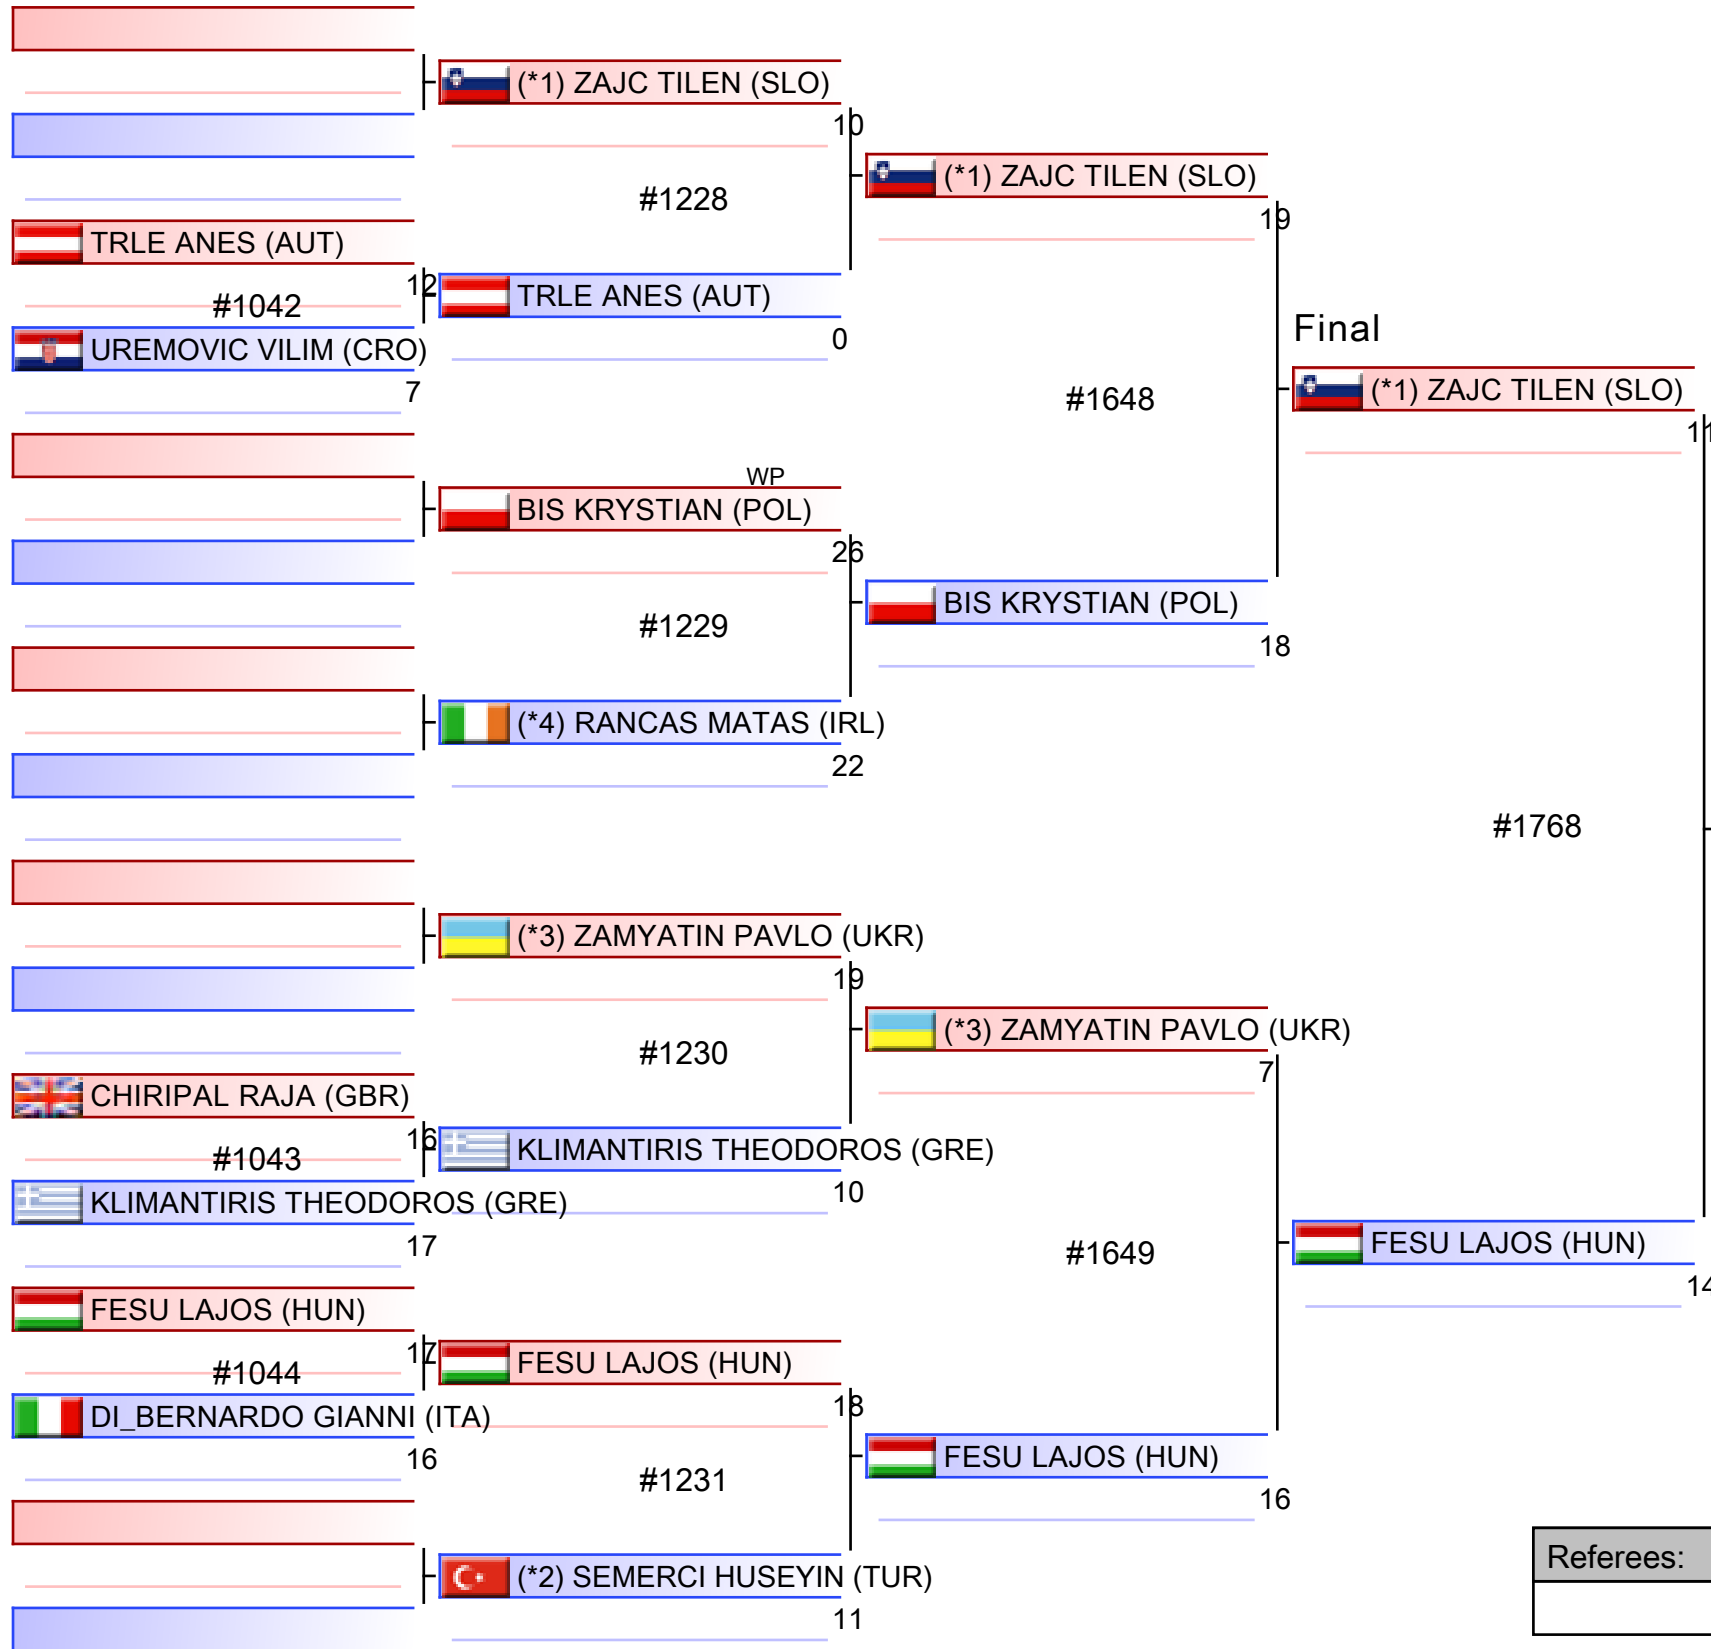 (*1) ZAJC TILEN (SLO)
10
(*1) ZAJC TILEN (SLO)
#1228
19
TRLE ANES (AUT)
12
#1042
TRLE ANES (AUT)
0
UREMOVIC VILIM (CRO)
7
Final
(*1) ZAJC TILEN (SLO)
11
#1648
WP
BIS KRYSTIAN (POL)
26
BIS KRYSTIAN (POL)
18
#1229
(*4) RANCAS MATAS (IRL)
22
#1768
(*3) ZAMYATIN PAVLO (UKR)
19
(*3) ZAMYATIN PAVLO (UKR)
7
#1230
CHIRIPAL RAJA (GBR)
16
#1043
KLIMANTIRIS THEODOROS (GRE)
10
KLIMANTIRIS THEODOROS (GRE)
17
#1649
FESU LAJOS (HUN)
14
FESU LAJOS (HUN)
17
#1044
FESU LAJOS (HUN)
18
DI_BERNARDO GIANNI (ITA)
16
FESU LAJOS (HUN)
16
#1231
(*2) SEMERCI HUSEYIN (TUR)
11
Referees: